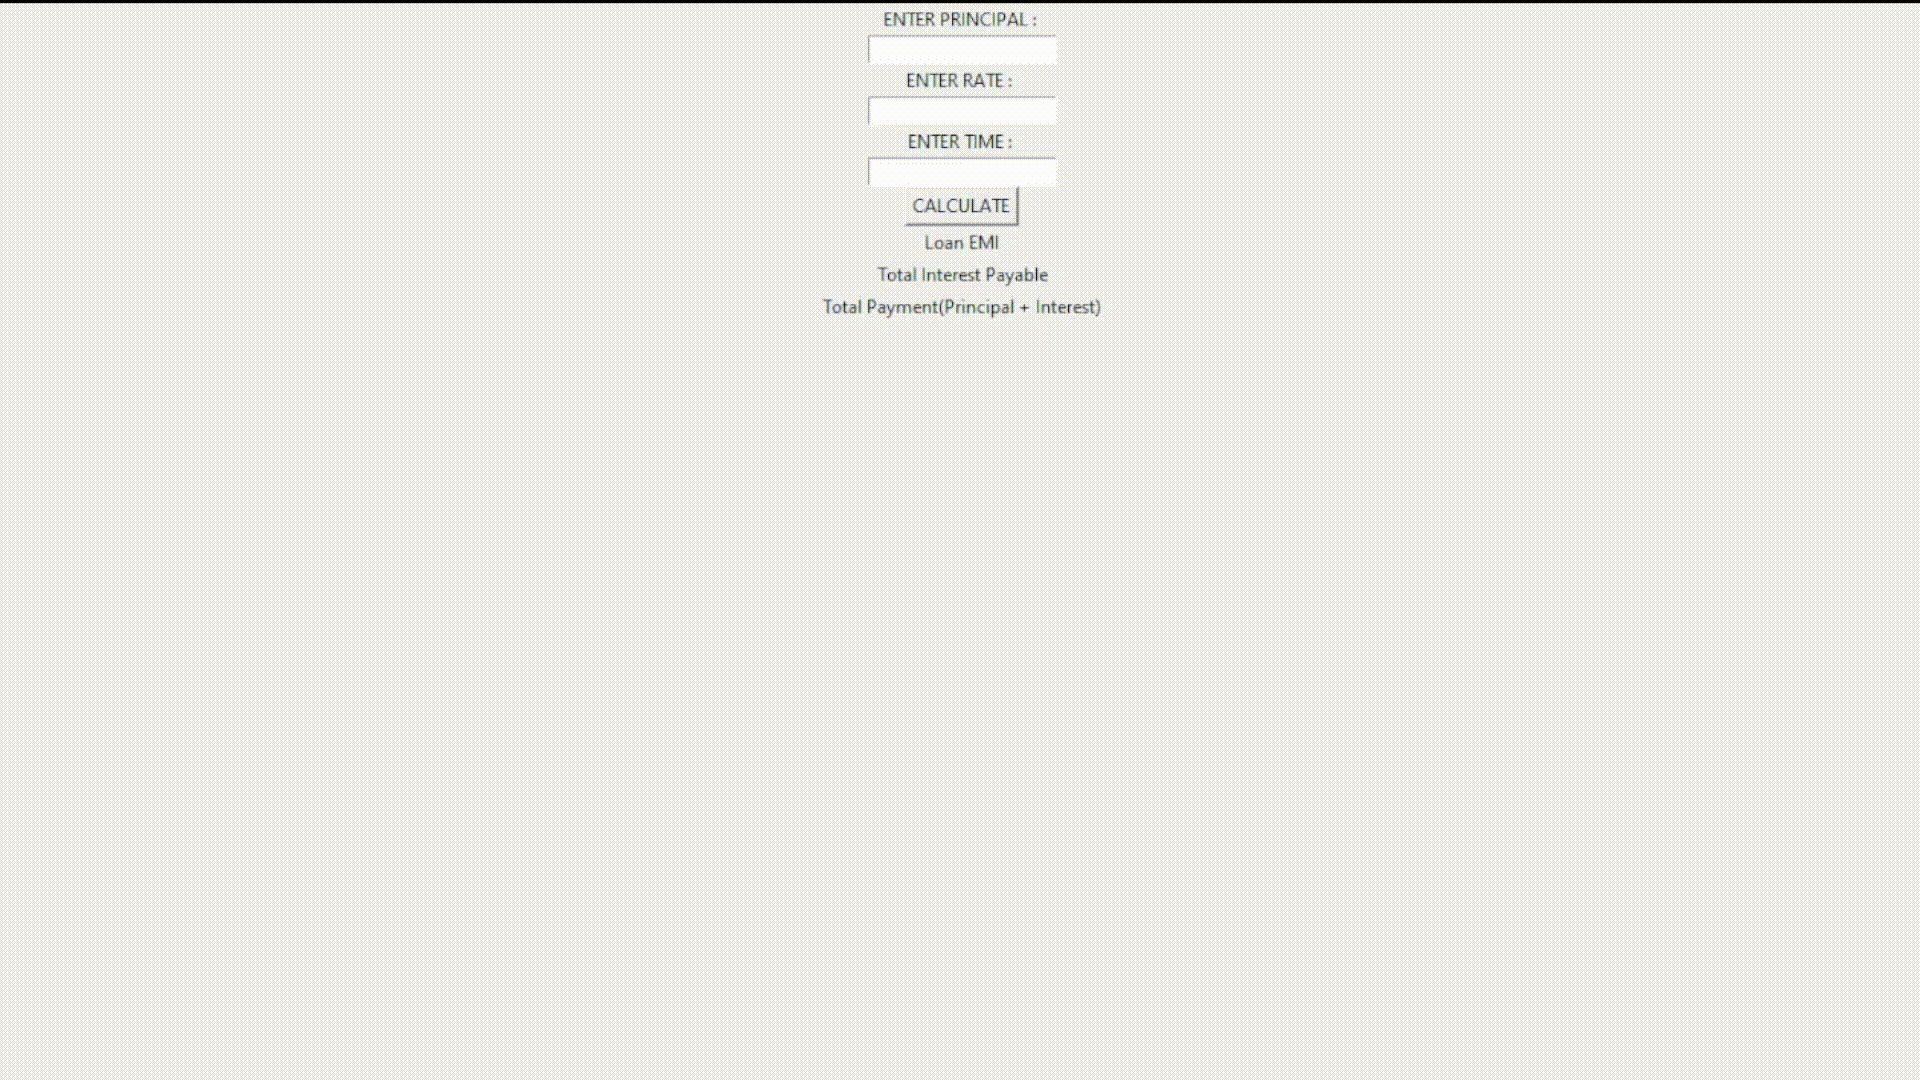 ENTER PRINCIPAL :
ENTER RATE :
ENTER TIME :
CALCULATE
Loan EMI
Total Interest Payable
Total Payment(Principal + Interest)